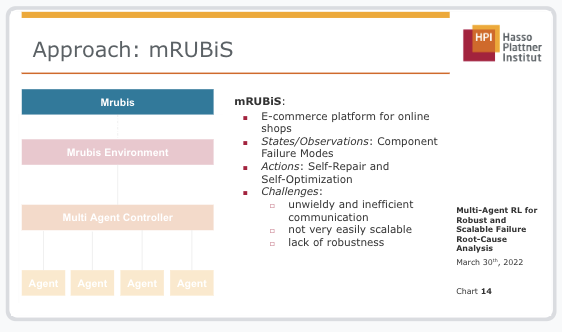 Approach: mRUBiS
HPI
Hasso
Plattner
Institut
Mrubis
Mrubis Environment
Multi Agent Controller
Agent Agent Agent Agent
mRUBiS:
▪ E-commerce platform for online
shops
▪ States/Observations: Component
Failure Modes
▪ Actions: Self-Repair and
Self-Optimization
▪ Challenges:
▫ unwieldy and inefficient
communication
▫ not very easily scalable
▫ lack of robustness
Multi-Agent RL for
Robust and
Scalable Failure
Root-Cause
Analysis
March 30th, 2022
Chart 14